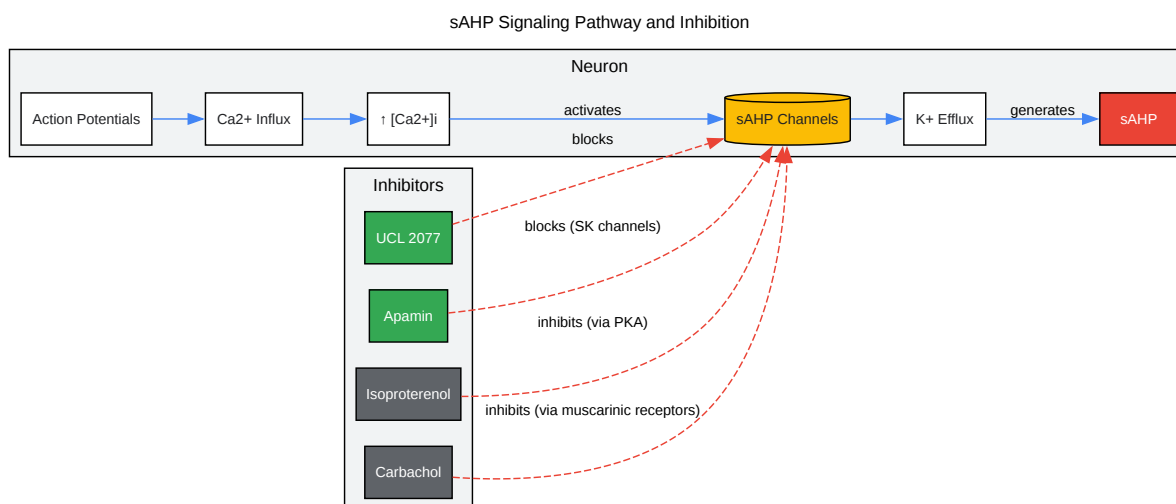 sAHP Signaling Pathway and Inhibition
Neuron
Action Potentials
Ca2+ Influx
↑ [Ca2+]i
activates
blocks
sAHP Channels
K+ Efflux
generates
sAHP
Inhibitors
UCL 2077
blocks (SK channels)
Apamin
inhibits (via PKA)
Isoproterenol
inhibits (via muscarinic receptors)
Carbachol